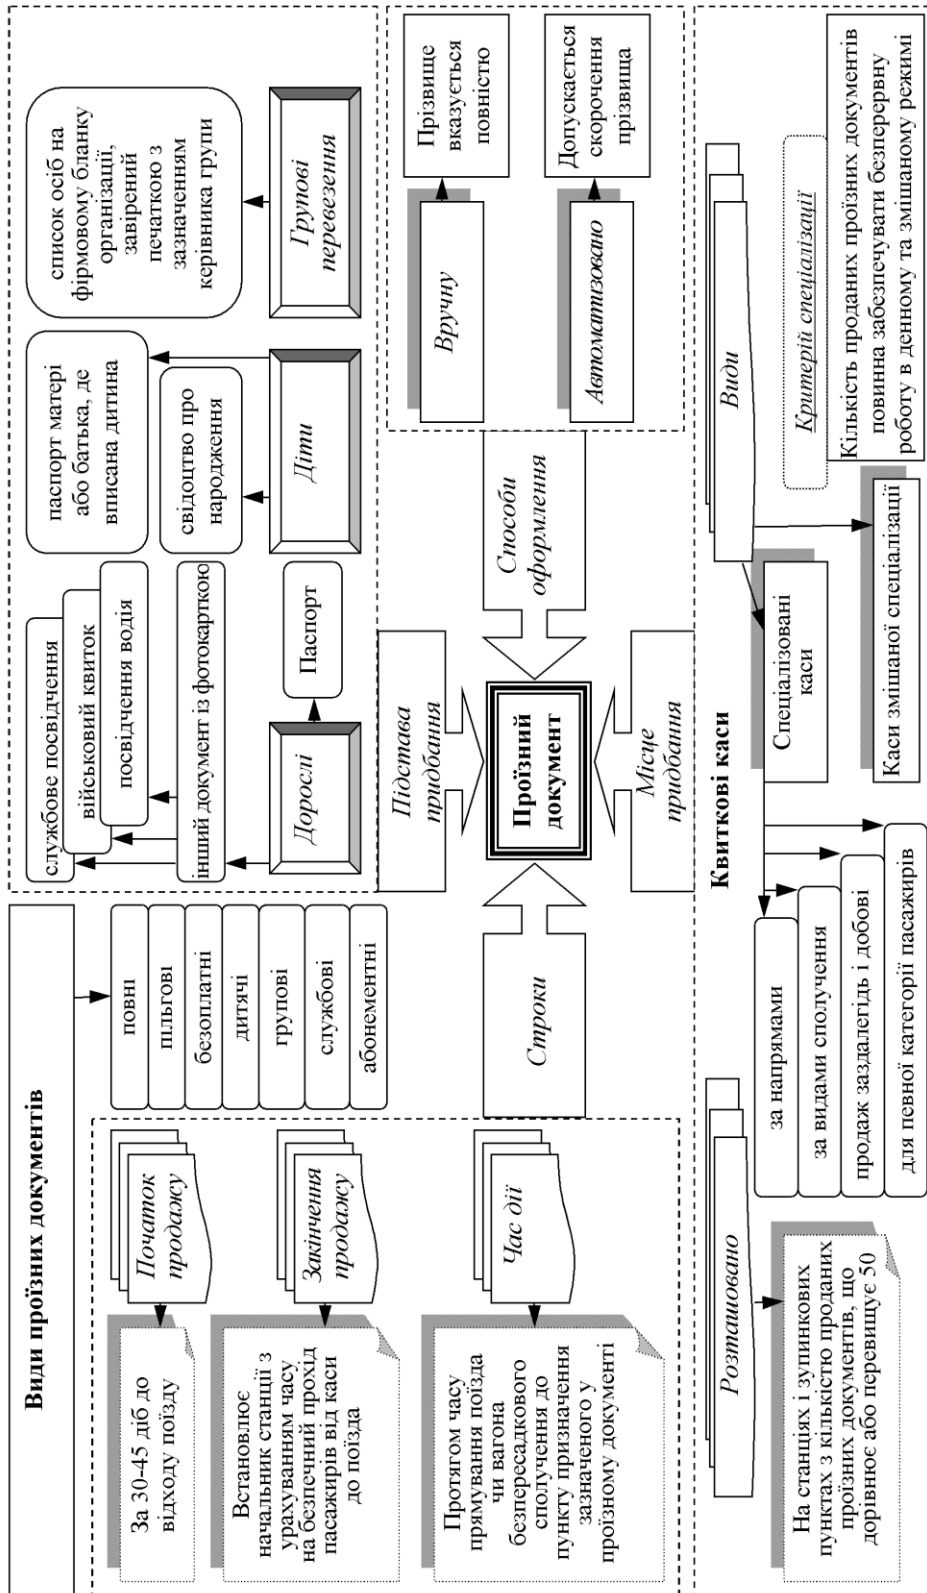 Види проїзних документів
повні
пільгові
безоплатні
дитячі
групові
службові
абонементні
службове посвідчення
військовий квиток
посвідчення водія
інший документ із фотокарткою
Дорослі
Паспорт
паспорт матері
або батька, де
вписана дитина
свідоцтво про
народження
Діти
список осіб на
фірмовому бланку
організації,
завірений
печаткою з
зазначенням
керівника групи
Групові
перевезення
За 30-45 діб до
відходу поїзду
Початок
продажу
Встановлює
начальник станції з
урахуванням часу
на безпечний прохід
пасажирів від каси
до поїзда
Закінчення
продажу
Протягом часу
прямування поїзда
чи вагона
безпересадкового
сполучення до
пункту призначення
зазначеного у
проїзному документі
Час дії
Строки
Підстава
придбання
Проїзний
документ
Місце
придбання
Способи
оформлення
Вручну
Прізвище
вказується
повністю
Автоматизовано
Допускається
скорочення
прізвища
Квиткові каси
Розташовано
На станціях і зупинкових
пунктах з кількістю проданих
проїзних документів, що
дорівнює або перевищує 50
за напрямами
за видами сполучення
продаж заздалегідь і добові
для певної категорії пасажирів
Спеціалізовані
каси
Каси змішаної спеціалізації
Види
Критерій спеціалізації
Кількість проданих проїзних документів
повинна забезпечувати безперервну
роботу в денному та змішаному режимі